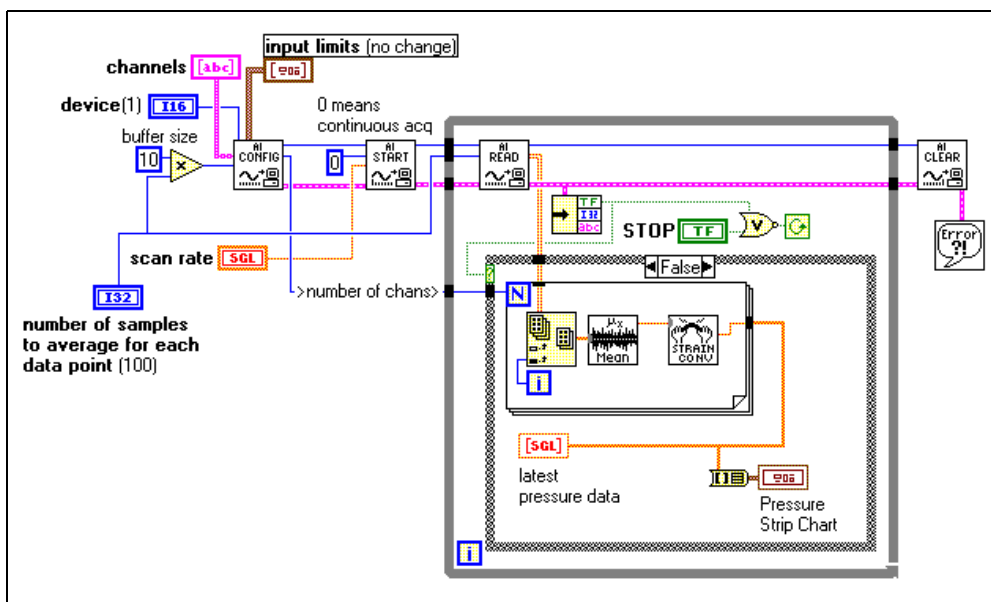 input limits (no change)
channels [abc]
device(1) I16
0 means
continuous acq
buffer size
10
x
AI
CONFIG
0
AI
START
AI
READ
AI
CLEAR
TF
I32
abc
STOP TF
V
Error
?!
scan rate SGL
False
?
>number of chans>
N
I32
number of samples
to average for each
data point (100)
μx
Mean
STRAIN
CONV
i
[SGL]
latest
pressure data
Pressure
Strip Chart
i